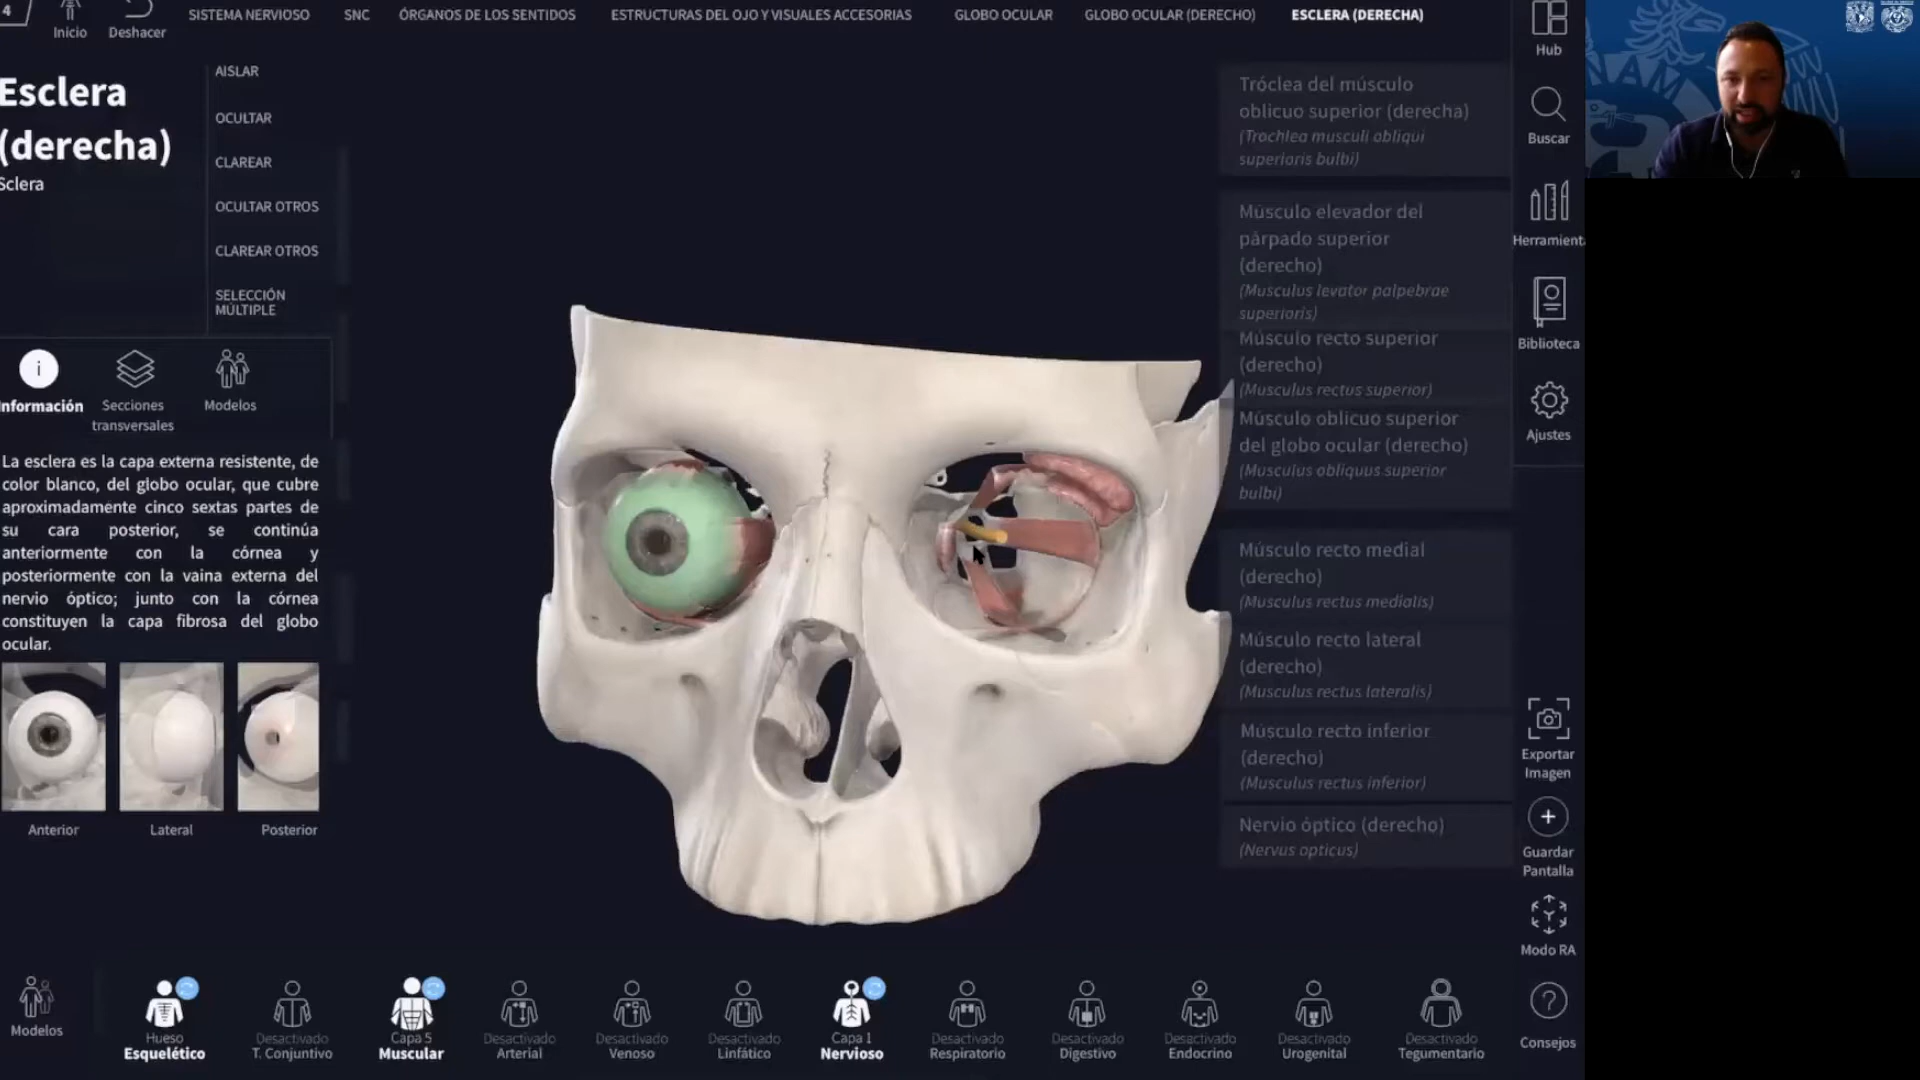 4
Inicio
Deshacer
SISTEMA NERVIOSO
SNC
ÓRGANOS DE LOS SENTIDOS
ESTRUCTURAS DEL OJO Y VISUALES ACCESORIAS
GLOBO OCULAR
GLOBO OCULAR (DERECHO)
ESCLERA (DERECHA)
Esclera
(derecha)
Sclera
AISLAR
OCULTAR
CLAREAR
OCULTAR OTROS
CLAREAR OTROS
SELECCIÓN
MÚLTIPLE
Información
Secciones
transversales
Modelos
La esclera es la capa externa resistente, de
color blanco, del globo ocular, que cubre
aproximadamente cinco sextas partes de
su cara posterior, se continúa
anteriormente con la córnea y
posteriormente con la vaina externa del
nervio óptico; junto con la córnea
constituyen la capa fibrosa del globo
ocular.
Anterior
Lateral
Posterior
Tróclea del músculo
oblicuo superior (derecha)
(Trochlea musculi obliqui
superioris bulbi)
Músculo elevador del
párpado superior
(derecho)
(Musculus levator palpebrae
superioris)
Músculo recto superior
(derecho)
(Musculus rectus superior)
Músculo oblicuo superior
del globo ocular (derecho)
(Musculus obliquus superior
bulbi)
Músculo recto medial
(derecho)
(Musculus rectus medialis)
Músculo recto lateral
(derecho)
(Musculus rectus lateralis)
Músculo recto inferior
(derecho)
(Musculus rectus inferior)
Nervio óptico (derecho)
(Nervus opticus)
Hub
Buscar
Herramient
Biblioteca
Ajustes
Exportar
Imagen
Guardar
Pantalla
Modo RA
Consejos
Modelos
Hueso
Esquelético
Desactivado
T. Conjuntivo
Capa 5
Muscular
Desactivado
Arterial
Desactivado
Venoso
Desactivado
Linfático
Capa 1
Nervioso
Desactivado
Respiratorio
Desactivado
Digestivo
Desactivado
Endocrino
Desactivado
Urogenital
Desactivado
Tegumentario